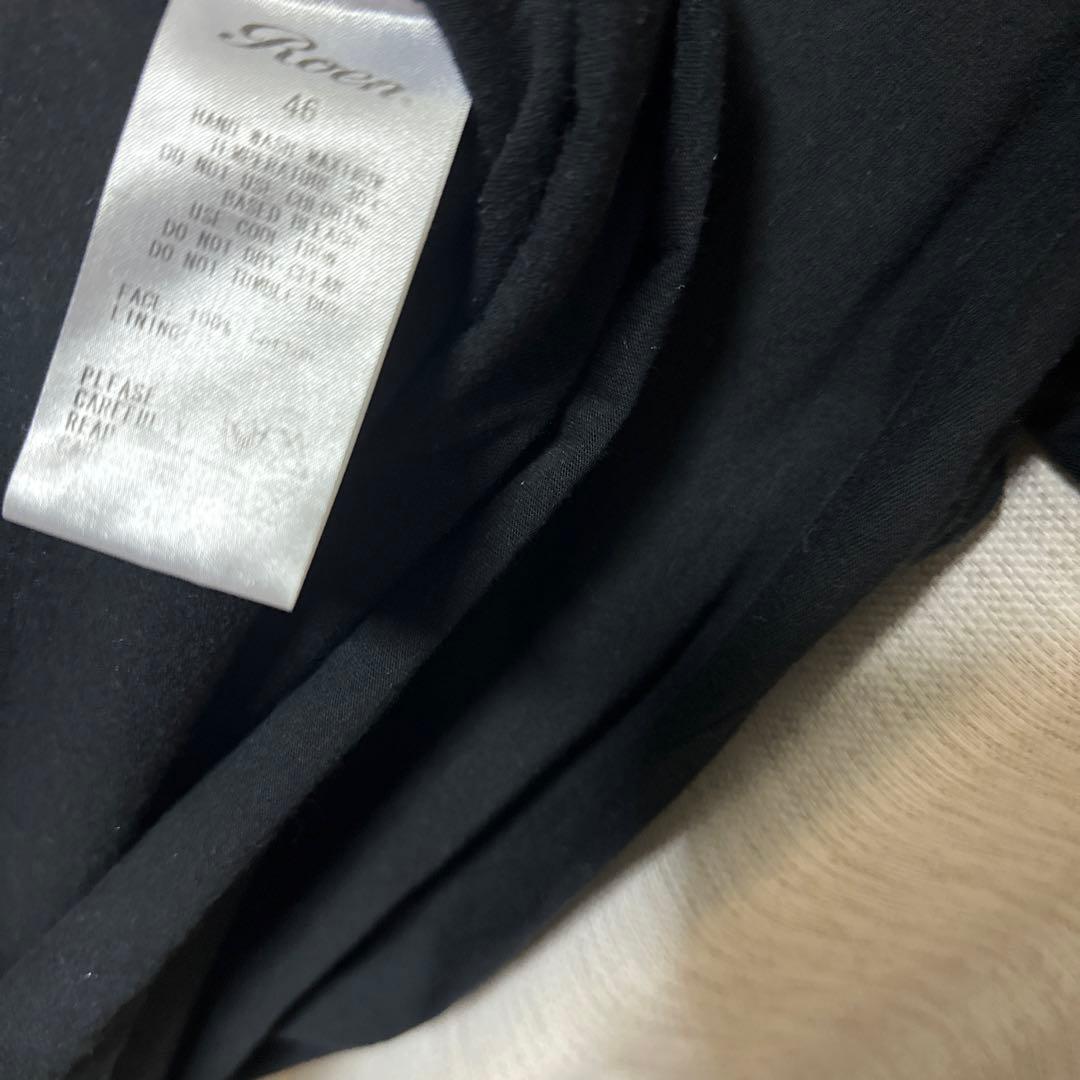 Roen
46
HAND WASH WATER
TEMPERATURE 30
DO NOT USE CHLORINE
BASED BLEACH
USE COOL IRON
DO NOT DRY CLEAN
DO NOT TUMBLE DRY
FACE 100% Cotton
LINING
PLEASE
CAREFUL
READ